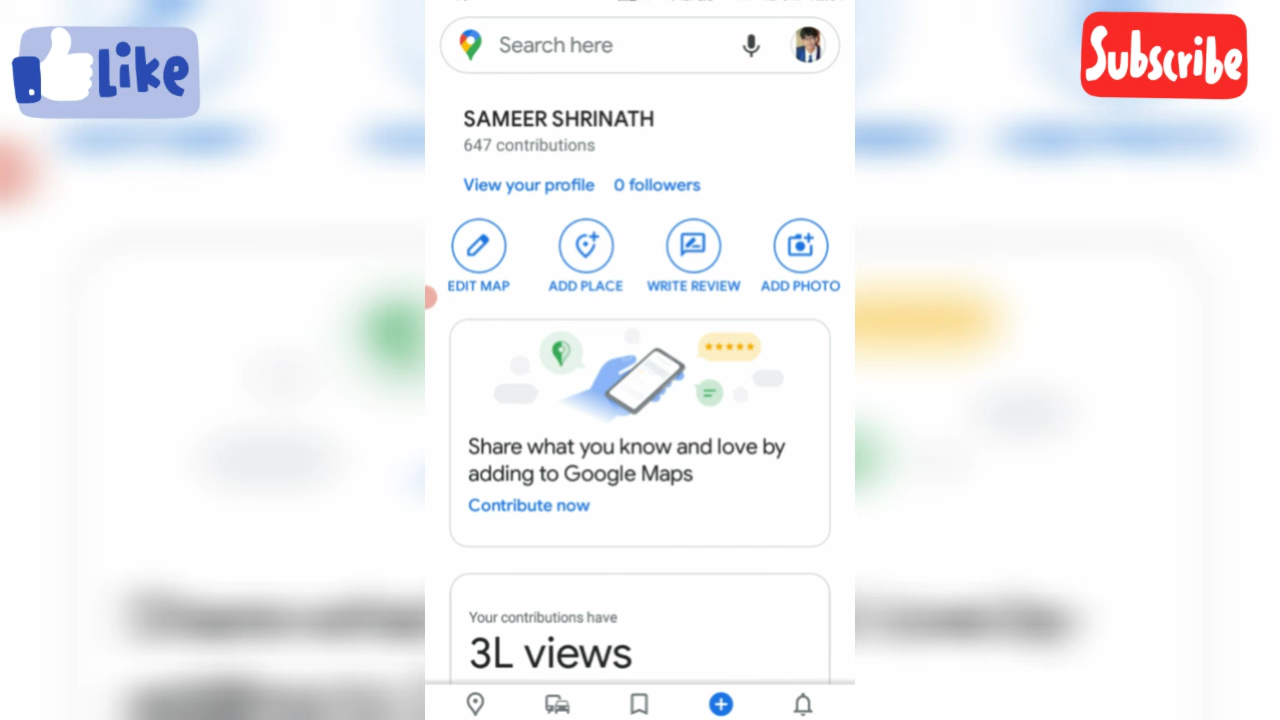 Like
Subscribe
Search here
SAMEER SHRINATH
647 contributions
View your profile 0 followers
EDIT MAP ADD PLACE WRITE REVIEW ADD PHOTO
Share what you know and love by
adding to Google Maps
Contribute now
Your contributions have
3L views